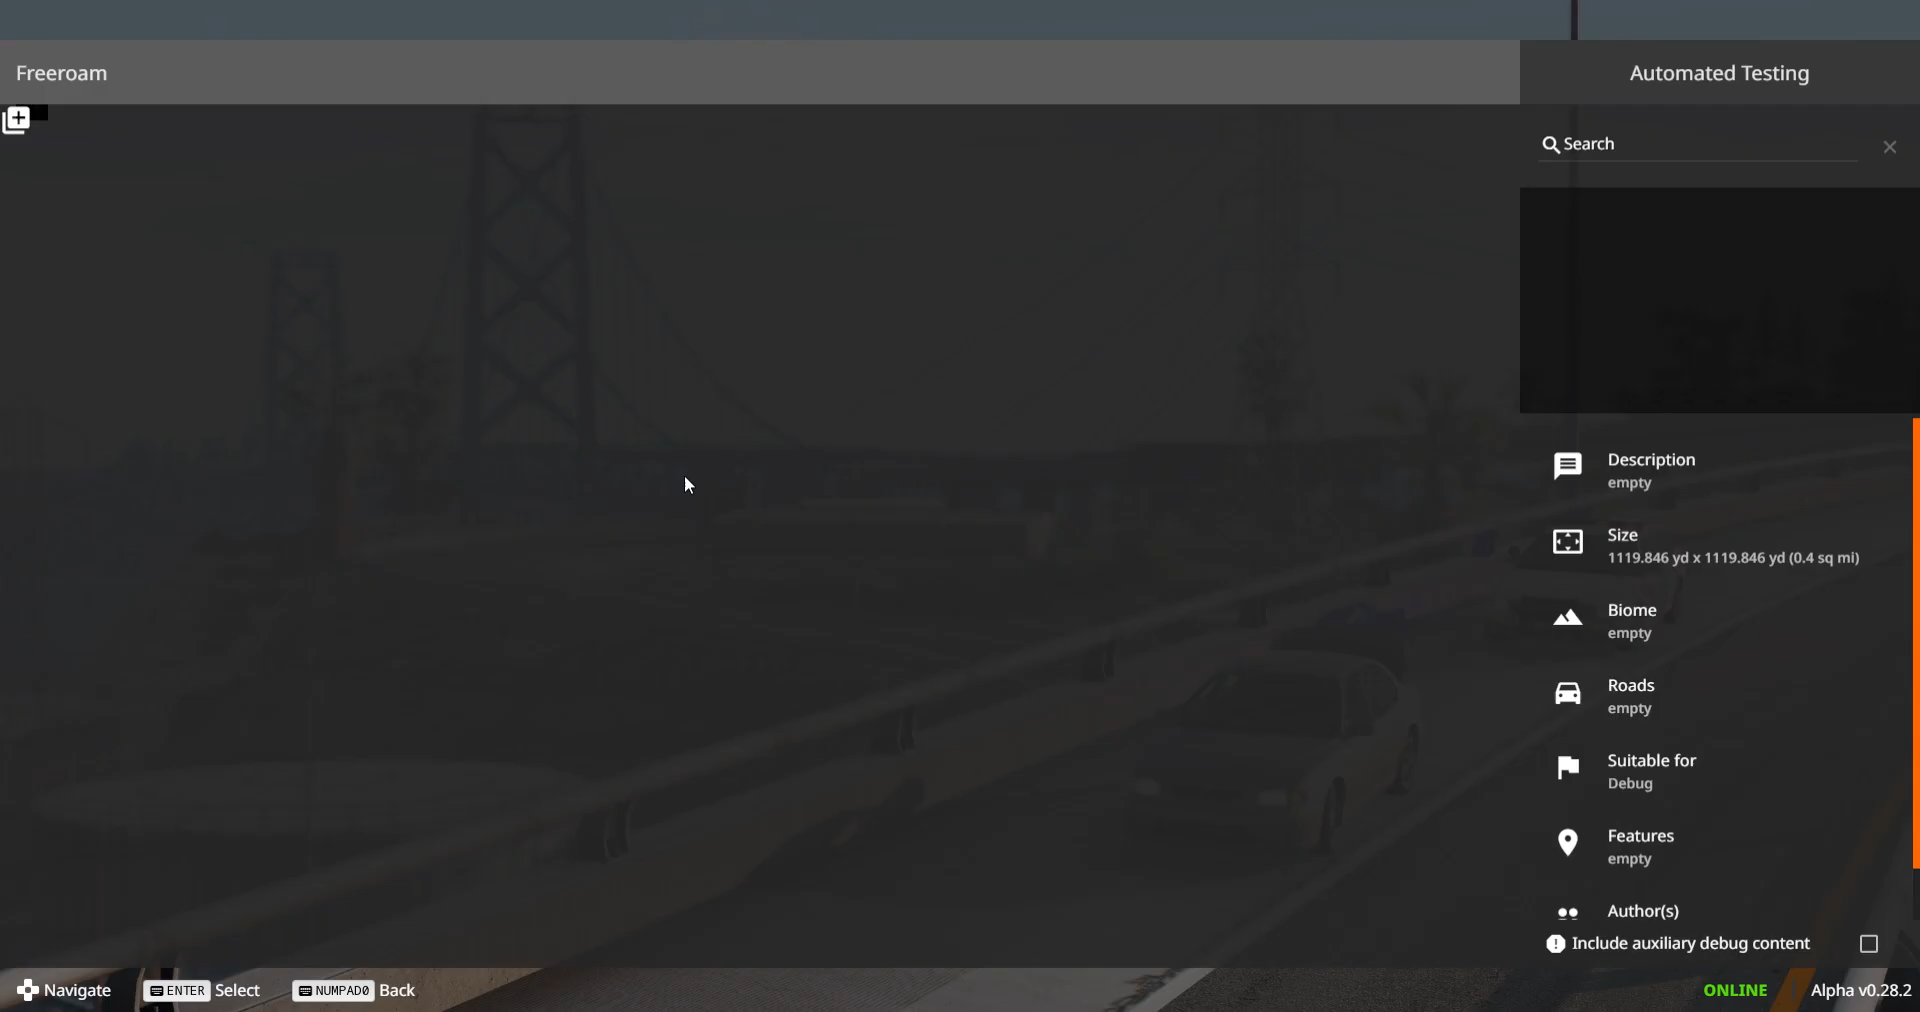 Freeroam
Automated Testing
Search
Description
empty
Size
1119.846 yd x 1119.846 yd (0.4 sq mi)
Biome
empty
Roads
empty
Suitable for
Debug
Features
empty
Author(s)
Include auxiliary debug content
Navigate ENTER Select NUMPAD0 Back
ONLINE Alpha v0.28.2